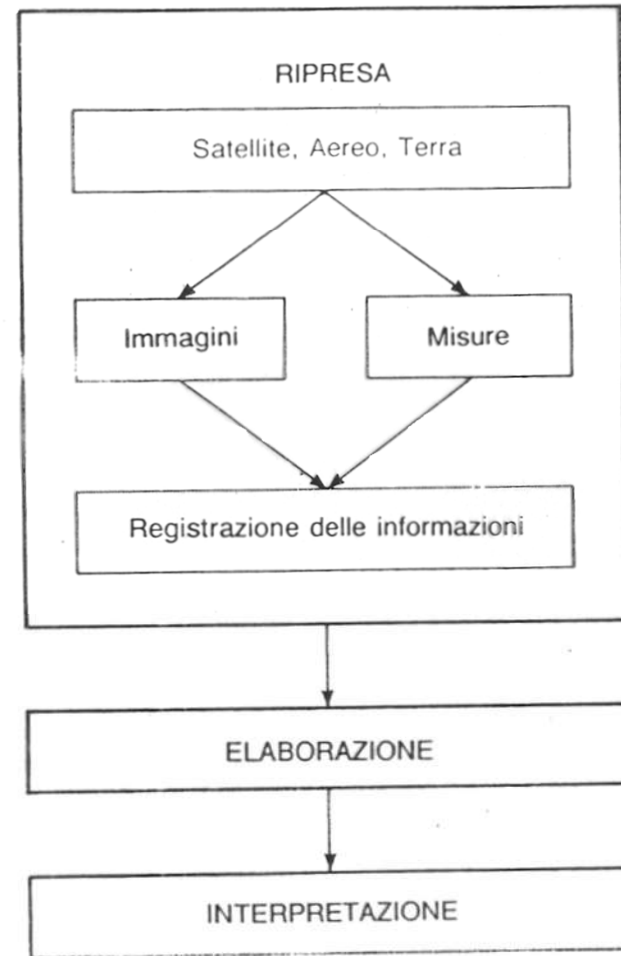 RIPRESA
Satellite, Aereo, Terra
Immagini
Misure
Registrazione delle informazioni
ELABORAZIONE
INTERPRETAZIONE